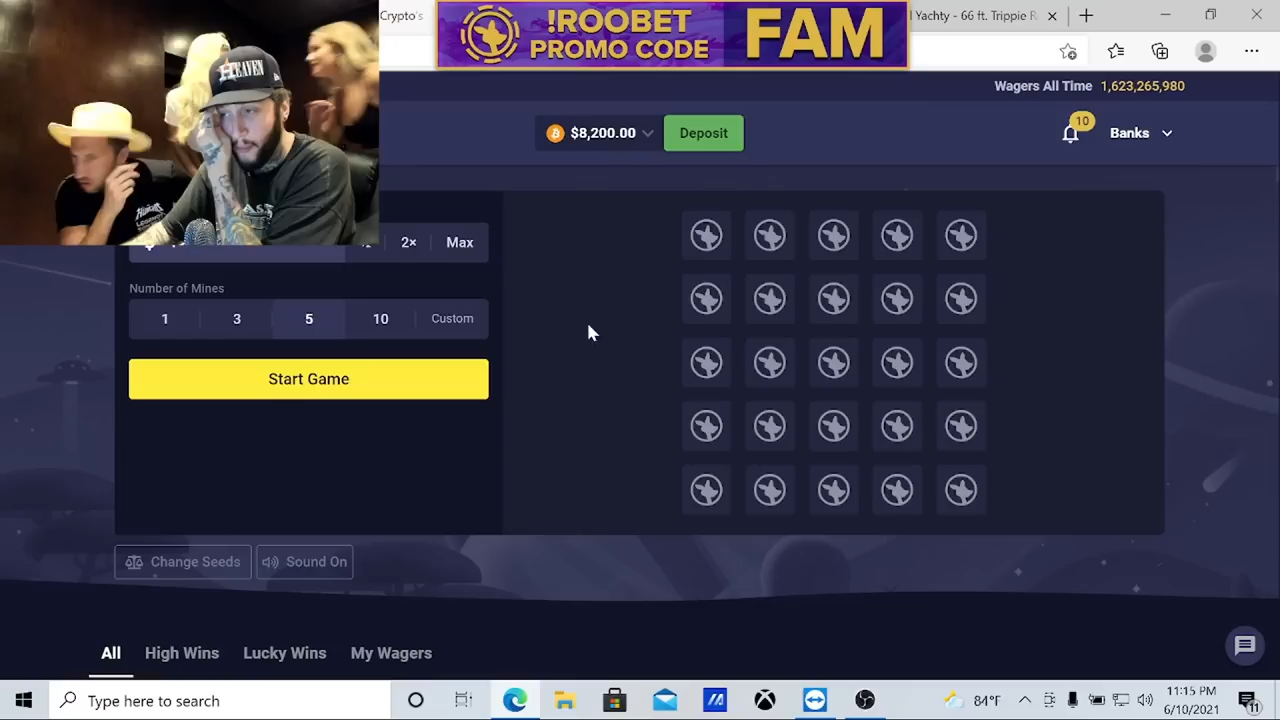 Crypto's
!ROOBET
PROMO CODE
FAM
Yachty - 66 ft. Trippie R
Wagers All Time 1,623,265,980
$8,200.00
Deposit
10
Banks
HEAVEN
2× Max
Number of Mines
1 3 5 10 Custom
Start Game
Change Seeds
Sound On
All High Wins Lucky Wins My Wagers
Type here to search
84°F
11:15 PM
6/10/2021
11